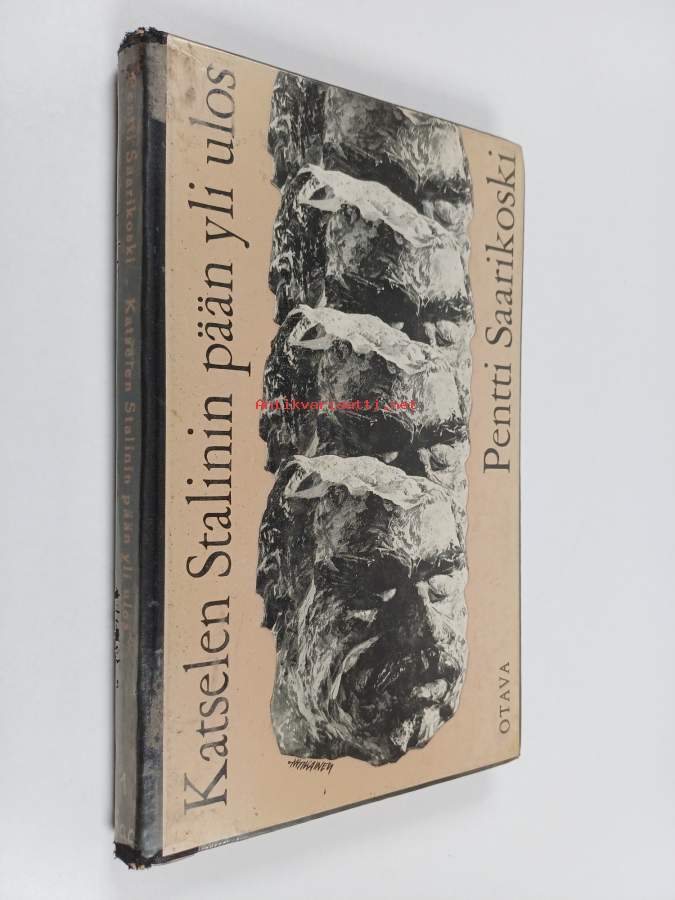 Katselen Stalinin pään yli ulos
Pentti Saarikoski
OTAVA
Pentti Saarikoski Katselen Stalinin pään yli ulos
Antikvariaatti.net